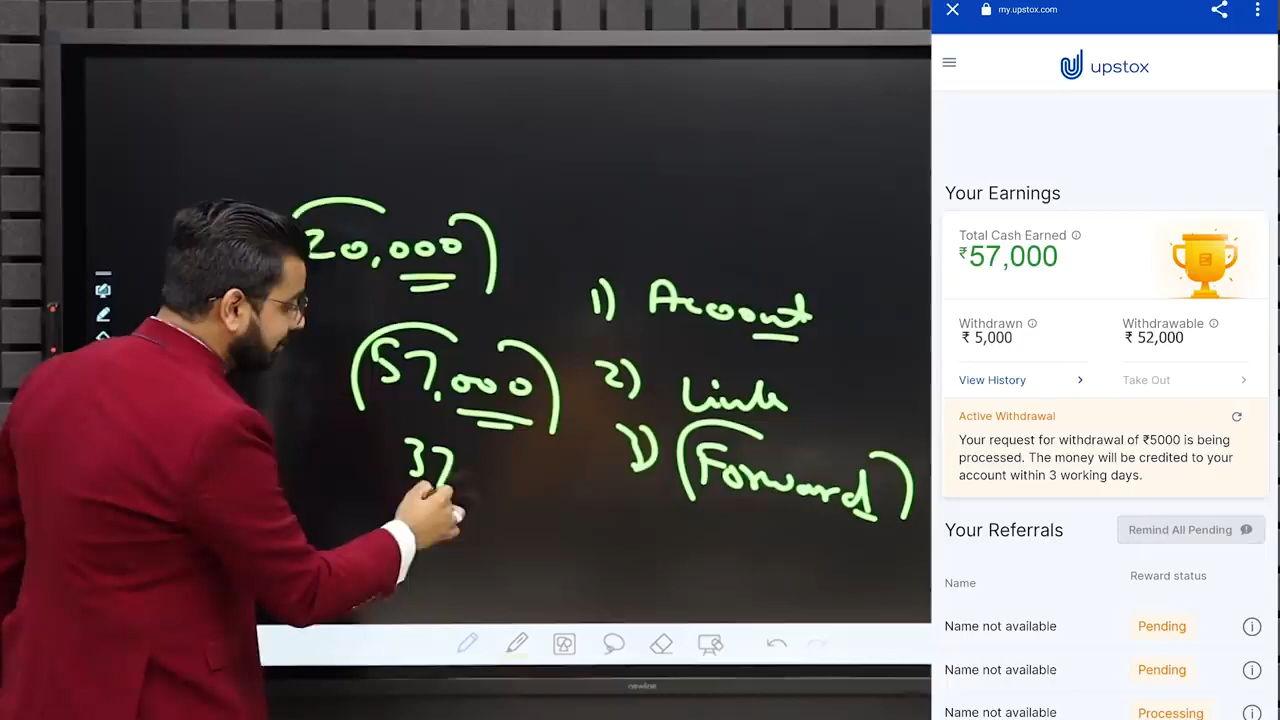 20,000
57,000
37
1) Account
2) Link
3) Forward
newline
my.upstox.com
upstox
Your Earnings
Total Cash Earned
₹57,000
Withdrawn
₹ 5,000
Withdrawable
₹ 52,000
View History
Take Out
Active Withdrawal
Your request for withdrawal of ₹5000 is being
processed. The money will be credited to your
account within 3 working days.
Your Referrals
Remind All Pending
Name
Reward status
Name not available
Pending
Name not available
Pending
Name not available
Processing